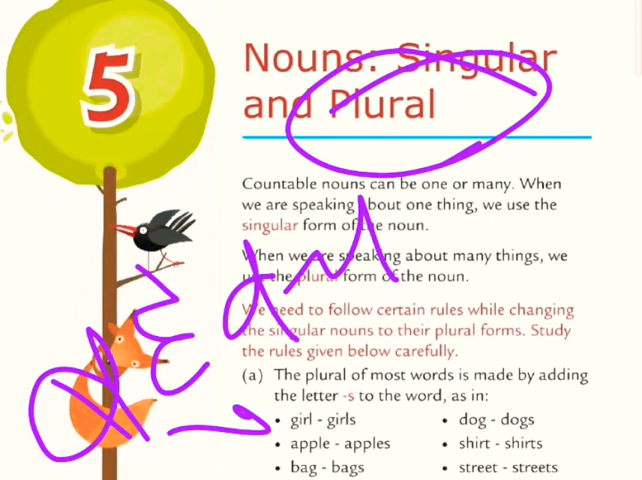 5
Nouns: Singular
and Plural
Countable nouns can be one or many. When
we are speaking about one thing, we use the
singular form of the noun.
When we are speaking about many things, we
use the plural form of the noun.
We need to follow certain rules while changing
the singular nouns to their plural forms. Study
the rules given below carefully.
(a) The plural of most words is made by adding
the letter -s to the word, as in:
• girl - girls • dog - dogs
• apple - apples • shirt - shirts
• bag - bags • street - streets